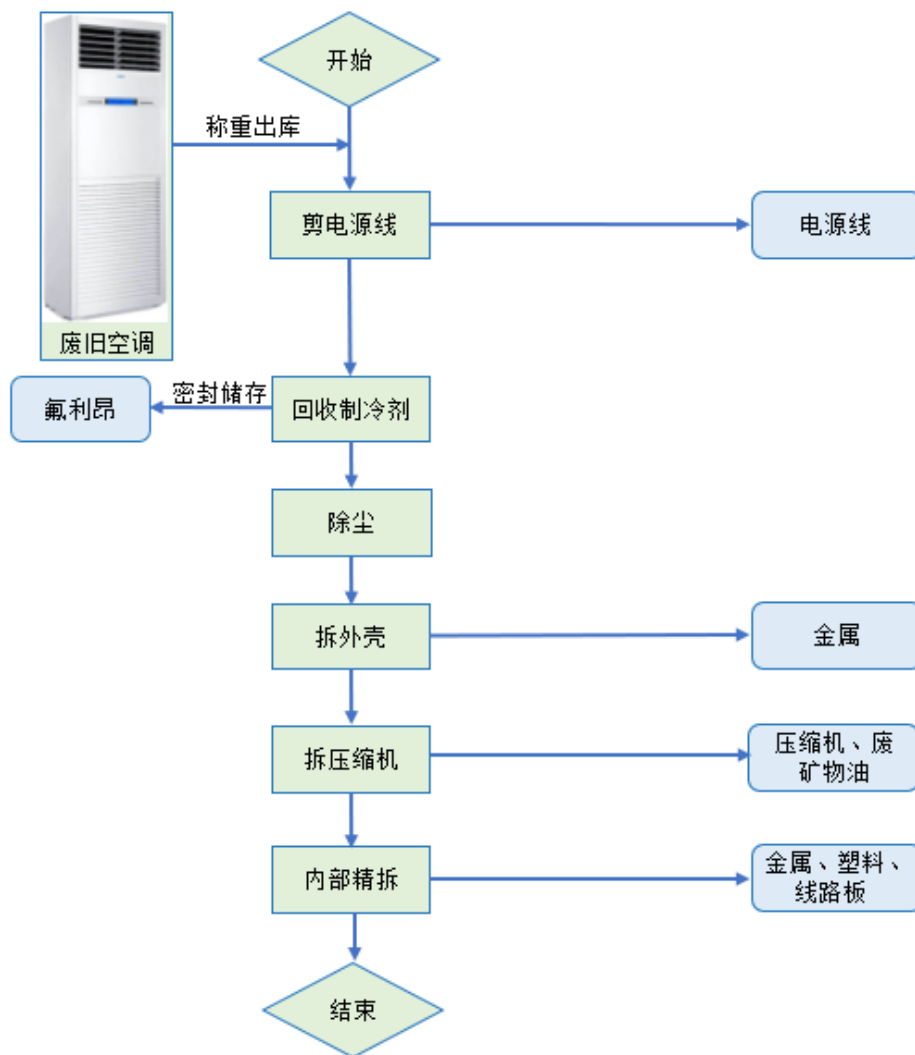 开始
称重出库
剪电源线
电源线
废旧空调
氟利昂
密封储存
回收制冷剂
除尘
拆外壳
金属
拆压缩机
压缩机、废
矿物油
内部精拆
金属、塑料、
线路板
结束